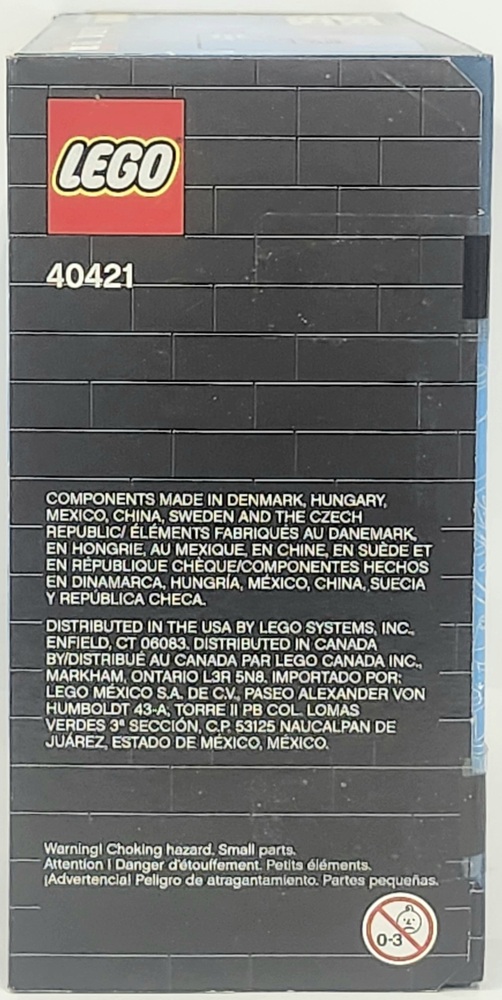 LEGO
40421
COMPONENTS MADE IN DENMARK, HUNGARY,
MEXICO, CHINA, SWEDEN AND THE CZECH
REPUBLIC/ ÉLÉMENTS FABRIQUÉS AU DANEMARK,
EN HONGRIE, AU MEXIQUE, EN CHINE, EN SUÈDE ET
EN RÉPUBLIQUE CHÈQUE/COMPONENTES HECHOS
EN DINAMARCA, HUNGRÍA, MÉXICO, CHINA, SUECIA
Y REPÚBLICA CHECA.
DISTRIBUTED IN THE USA BY LEGO SYSTEMS, INC.,
ENFIELD, CT 06083. DISTRIBUTED IN CANADA
BY/DISTRIBUÉ AU CANADA PAR LEGO CANADA INC.,
MARKHAM, ONTARIO L3R 5N8. IMPORTADO POR:
LEGO MÉXICO S.A. DE C.V., PASEO ALEXANDER VON
HUMBOLDT 43-A, TORRE II PB COL. LOMAS
VERDES 3ª SECCIÓN, C.P. 53125 NAUCALPAN DE
JUÁREZ, ESTADO DE MÉXICO, MÉXICO.
Warning! Choking hazard. Small parts.
Attention ! Danger d'étouffement. Petits éléments.
¡Advertencia! Peligro de atragantamiento. Partes pequeñas.
0-3